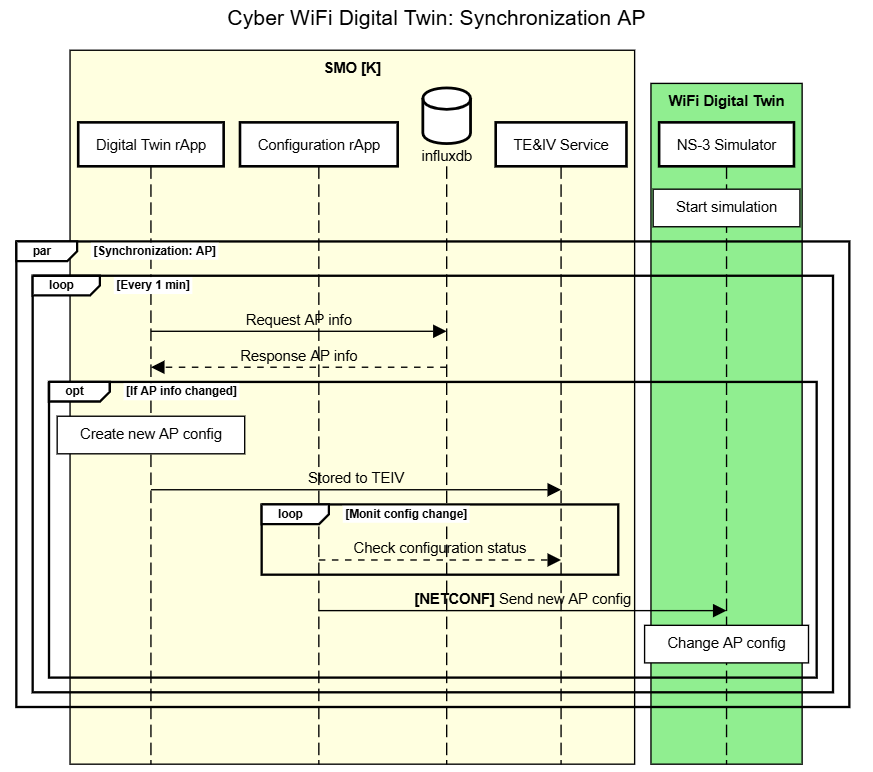 Cyber WiFi Digital Twin: Synchronization AP
SMO [K]
WiFi Digital Twin
Digital Twin rApp
Configuration rApp
influxdb
TE&IV Service
NS-3 Simulator
Start simulation
par [Synchronization: AP]
loop [Every 1 min]
Request AP info
Response AP info
opt [If AP info changed]
Create new AP config
Stored to TEIV
loop [Monit config change]
Check configuration status
[NETCONF] Send new AP config
Change AP config